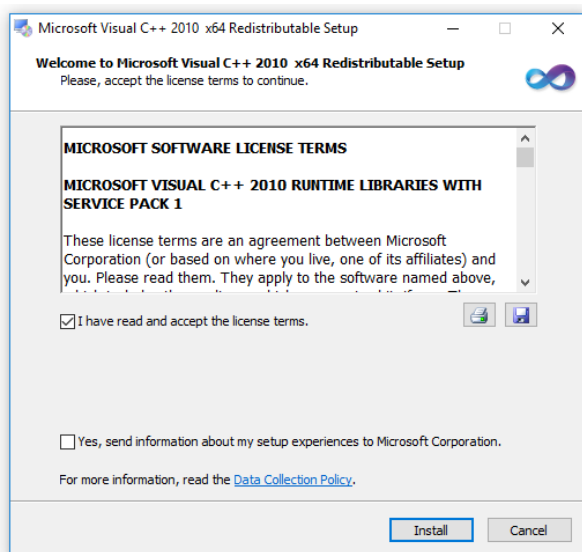 Microsoft Visual C++ 2010  x64 Redistributable Setup
Welcome to Microsoft Visual C++ 2010  x64 Redistributable Setup
Please, accept the license terms to continue.
MICROSOFT SOFTWARE LICENSE TERMS
MICROSOFT VISUAL C++ 2010 RUNTIME LIBRARIES WITH
SERVICE PACK 1
These license terms are an agreement between Microsoft
Corporation (or based on where you live, one of its affiliates) and
you. Please read them. They apply to the software named above,
I have read and accept the license terms.
Yes, send information about my setup experiences to Microsoft Corporation.
For more information, read the Data Collection Policy.
Install
Cancel